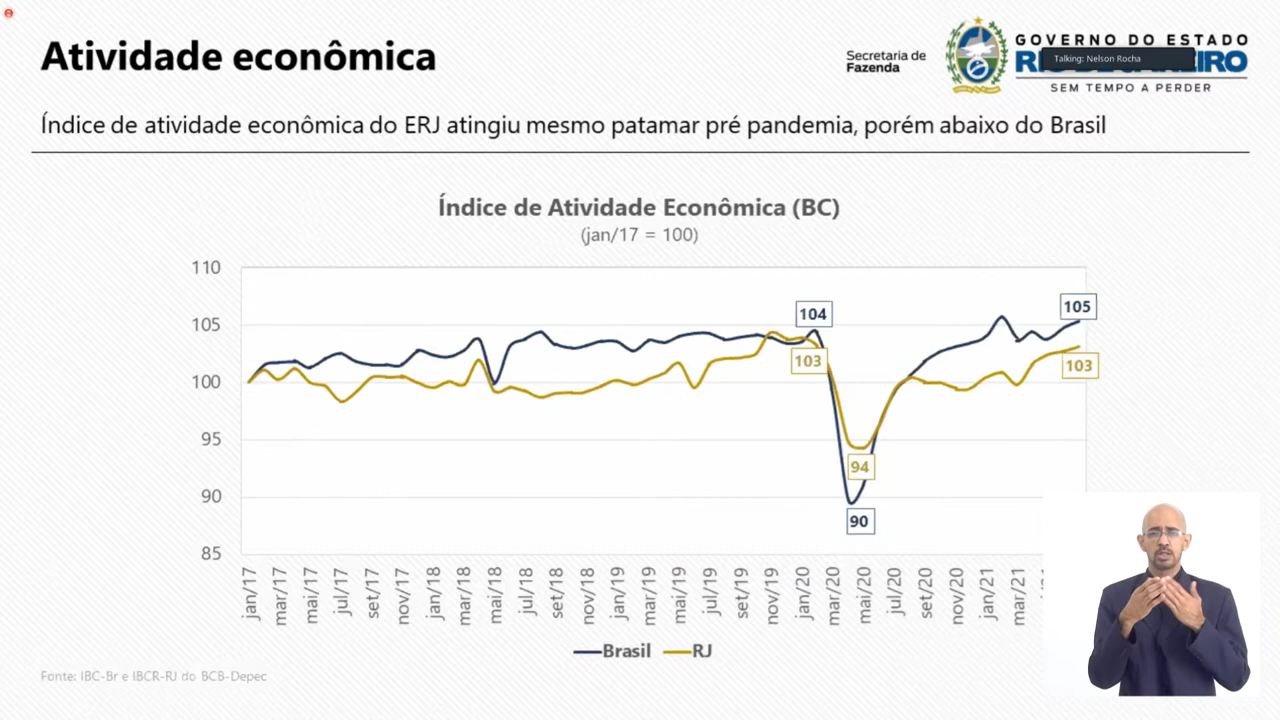 Atividade econômica
Secretaria de
Fazenda
GOVERNO DO ESTADO
Talking: Nelson Rocha
SEM TEMPO A PERDER
Índice de atividade econômica do ERJ atingiu mesmo patamar pré pandemia, porém abaixo do Brasil
Índice de Atividade Econômica (BC)
(jan/17 = 100)
110
105
100
95
90
85
104
103
94
90
105
103
jan/17
mar/17
mai/17
jul/17
set/17
nov/17
jan/18
mar/18
mai/18
jul/18
set/18
nov/18
jan/19
mar/19
mai/19
jul/19
set/19
nov/19
jan/20
mar/20
mai/20
jul/20
set/20
nov/20
jan/21
mar/21
Brasil
RJ
Fonte: IBC-Br e IBCR-RJ do BCB-Depec